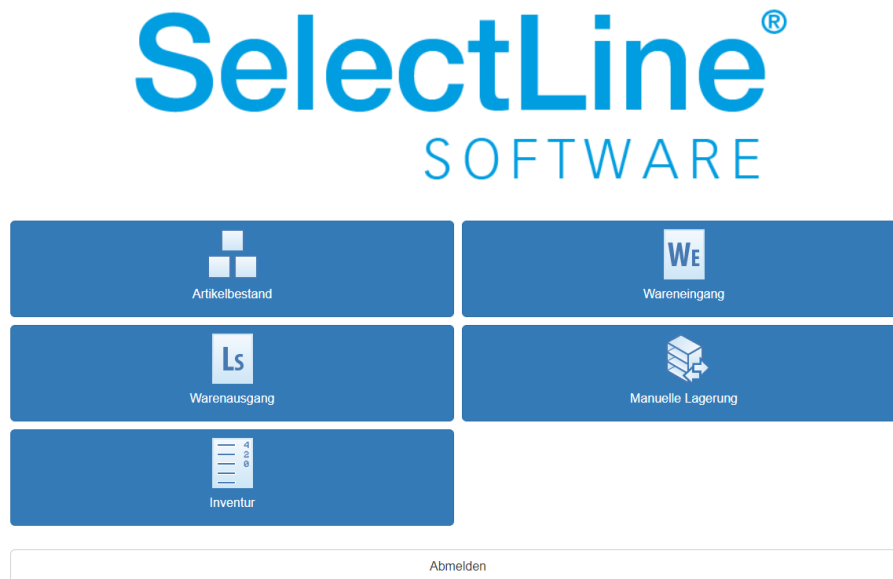 SelectLine®
SOFTWARE
Artikelbestand
WE
Wareneingang
LS
Warenausgang
Manuelle Lagerung
4
2
0
Inventur
Abmelden